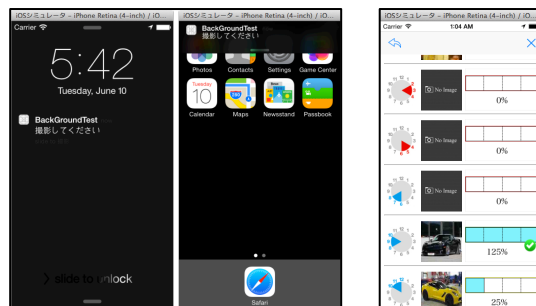 iOSシミュレータ – iPhone Retina (4-inch) / iO...
Carrier
5:42
Tuesday, June 10
BackGroundTest now
撮影してください
slide to unlock
iOSシミュレータ – iPhone Retina (4-inch) / iO...
BackGroundTest now
撮影してください
Photos Contacts Settings Game Center
Tuesday
10
Calendar Maps Newsstand Passbook
Safari
iOSシミュレータ – iPhone Retina (4-inch) / iO...
Carrier 1:04 AM
No Image
0%
No Image
0%
No Image
0%
125%
25%